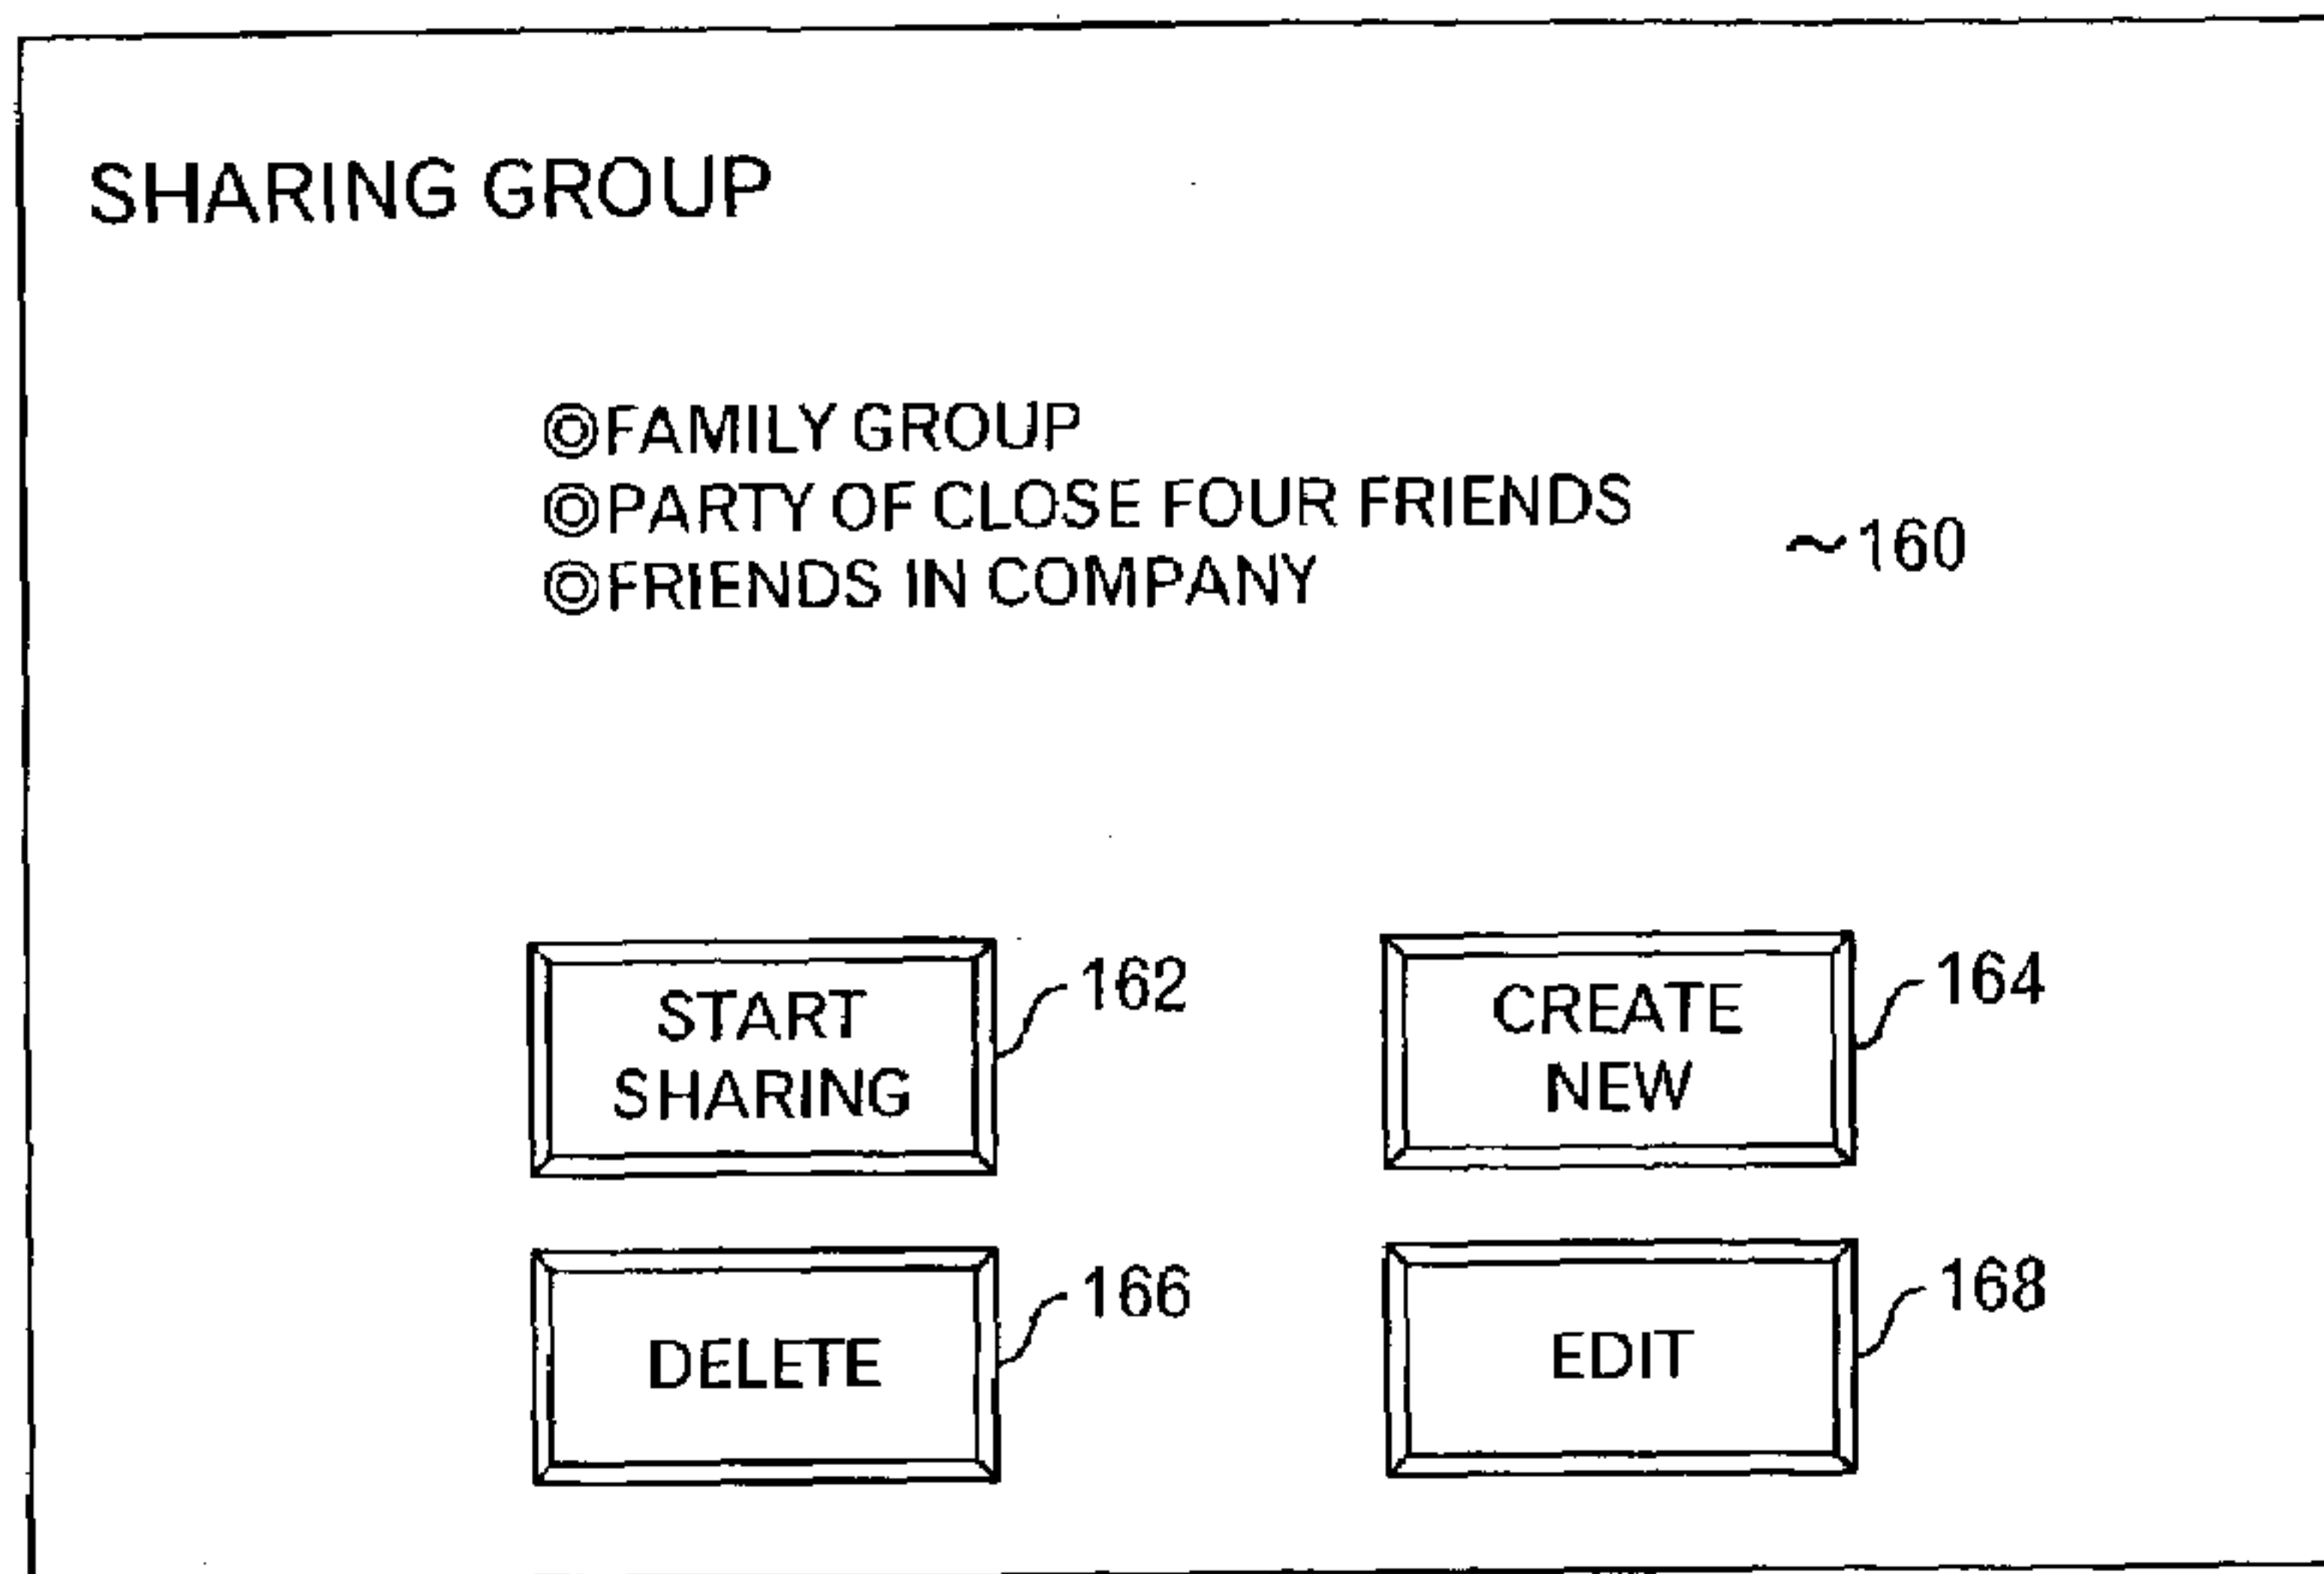 SHARING GROUP
◎FAMILY GROUP
◎PARTY OF CLOSE FOUR FRIENDS
◎FRIENDS IN COMPANY
~160
START
SHARING
162
CREATE
NEW
164
DELETE
166
EDIT
168